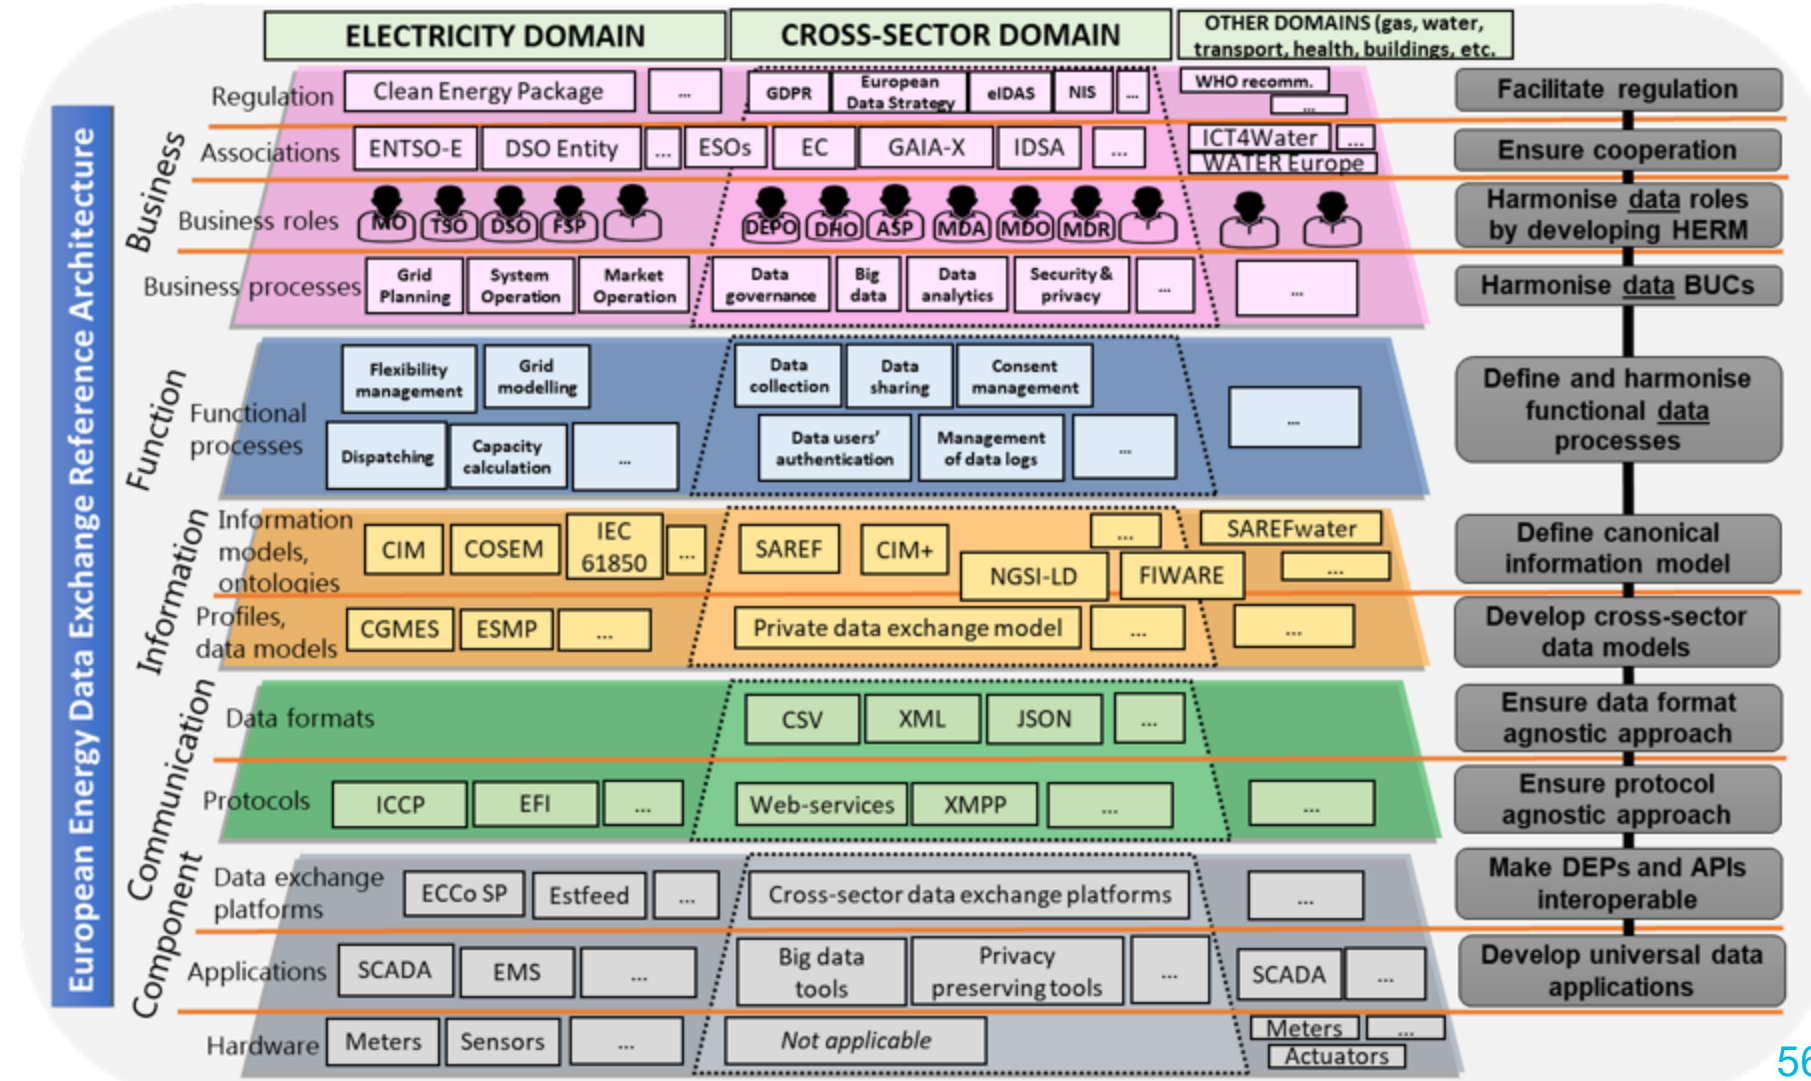 ELECTRICITY DOMAIN
CROSS-SECTOR DOMAIN
OTHER DOMAINS (gas, water,
transport, health, buildings, etc.
European Energy Data Exchange Reference Architecture
Business
Regulation
Clean Energy Package
...
GDPR
European
Data Strategy
eIDAS
NIS
...
WHO recomm.
...
Facilitate regulation
Associations
ENTSO-E
DSO Entity
...
ESOs
EC
GAIA-X
IDSA
...
ICT4Water
...
WATER Europe
Ensure cooperation
Business roles
MO
TSO
DSO
FSP
DEPO
DHO
ASP
MDA
MDO
MDR
Harmonise data roles
by developing HERM
Business processes
Grid
Planning
System
Operation
Market
Operation
Data
governance
Big
data
Data
analytics
Security &
privacy
...
...
Harmonise data BUCs
Function
Functional
processes
Flexibility
management
Grid
modelling
Dispatching
Capacity
calculation
...
Data
collection
Data
sharing
Consent
management
Data users’
authentication
Management
of data logs
...
...
Define and harmonise
functional data
processes
Information
Information
models,
ontologies
CIM
COSEM
IEC
61850
...
SAREF
CIM+
NGSI-LD
...
FIWARE
SAREFwater
...
Define canonical
information model
Profiles,
data models
CGMES
ESMP
...
Private data exchange model
...
...
Develop cross-sector
data models
Communication
Data formats
CSV
XML
JSON
...
Ensure data format
agnostic approach
Protocols
ICCP
EFI
...
Web-services
XMPP
...
...
Ensure protocol
agnostic approach
Component
Data exchange
platforms
ECCo SP
Estfeed
...
Cross-sector data exchange platforms
...
Make DEPs and APIs
interoperable
Applications
SCADA
EMS
...
Big data
tools
Privacy
preserving tools
...
SCADA
...
Develop universal data
applications
Hardware
Meters
Sensors
...
Not applicable
Meters
...
Actuators
56